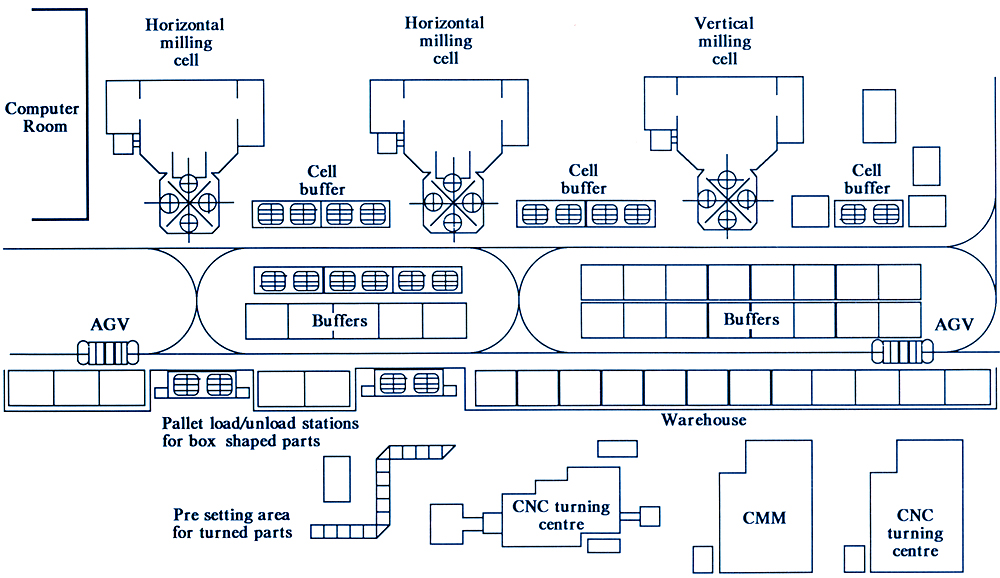 Horizontal
milling
cell
Horizontal
milling
cell
Vertical
milling
cell
Computer
Room
Cell
buffer
Cell
buffer
Cell
buffer
AGV
Buffers
Buffers
AGV
Pallet load/unload stations
for box shaped parts
Warehouse
Pre setting area
for turned parts
CNC turning
centre
CMM
CNC
turning
centre